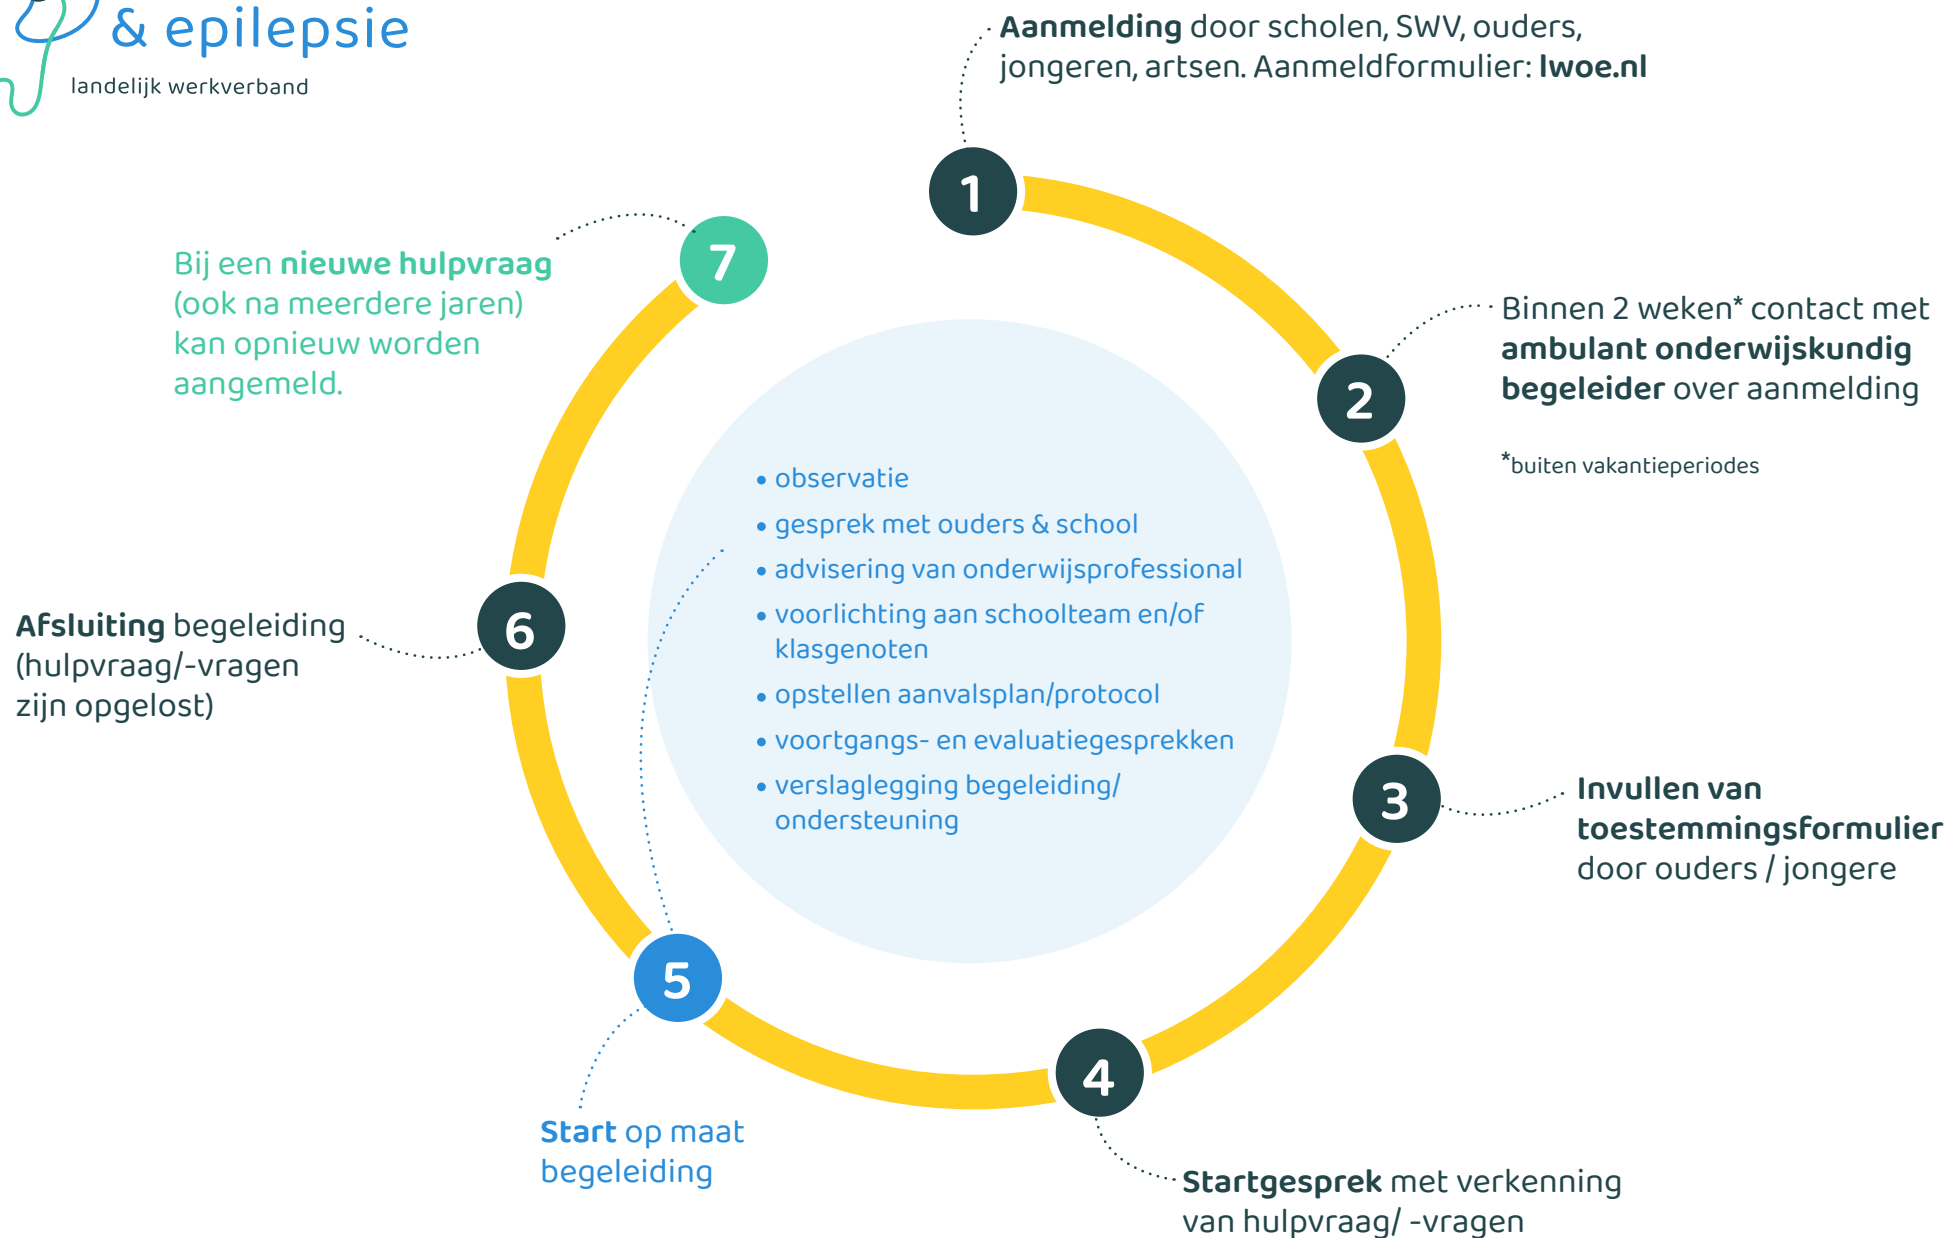 & epilepsie
landelijk werkverband
1
Aanmelding door scholen, SWV, ouders,
jongeren, artsen. Aanmeldformulier: lwoe.nl
2
Binnen 2 weken* contact met
ambulant onderwijskundig
begeleider over aanmelding
*buiten vakantieperiodes
3
Invullen van
toestemmingsformulier
door ouders / jongere
4
Startgesprek met verkenning
van hulpvraag/ -vragen
5
Start op maat
begeleiding
• observatie
• gesprek met ouders & school
• advisering van onderwijsprofessional
• voorlichting aan schoolteam en/of
klasgenoten
• opstellen aanvalsplan/protocol
• voortgangs- en evaluatiegesprekken
• verslaglegging begeleiding/
ondersteuning
6
Afsluiting begeleiding
(hulpvraag/-vragen
zijn opgelost)
7
Bij een nieuwe hulpvraag
(ook na meerdere jaren)
kan opnieuw worden
aangemeld.